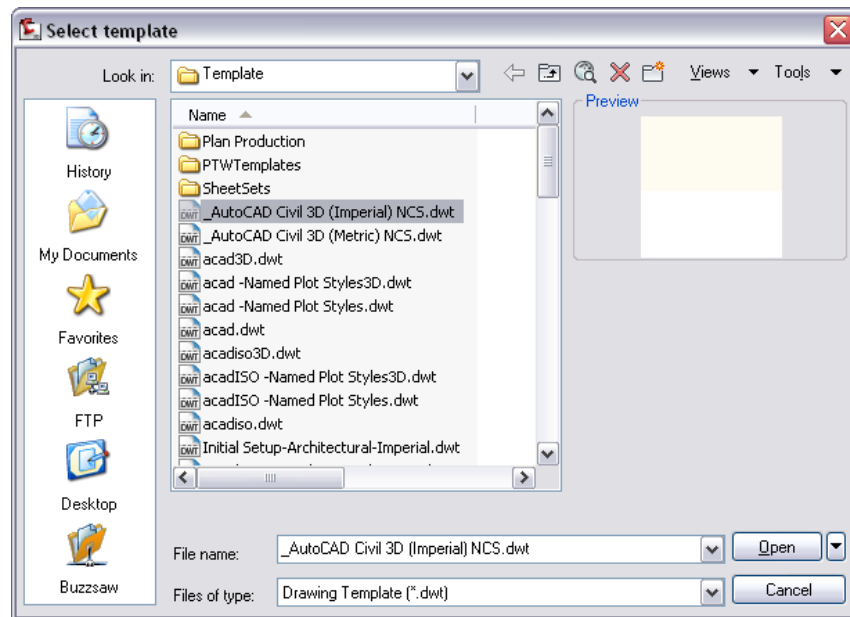 Select template
Look in:
Template
Views
Tools
History
My Documents
Favorites
FTP
Desktop
Buzzsaw
Name
Plan Production
PTWTemplates
SheetSets
_AutoCAD Civil 3D (Imperial) NCS.dwt
_AutoCAD Civil 3D (Metric) NCS.dwt
acad3D.dwt
acad -Named Plot Styles3D.dwt
acad -Named Plot Styles.dwt
acad.dwt
acadiso3D.dwt
acadISO -Named Plot Styles3D.dwt
acadISO -Named Plot Styles.dwt
acadiso.dwt
Initial Setup-Architectural-Imperial.dwt
Preview
File name:
_AutoCAD Civil 3D (Imperial) NCS.dwt
Open
Files of type:
Drawing Template (*.dwt)
Cancel